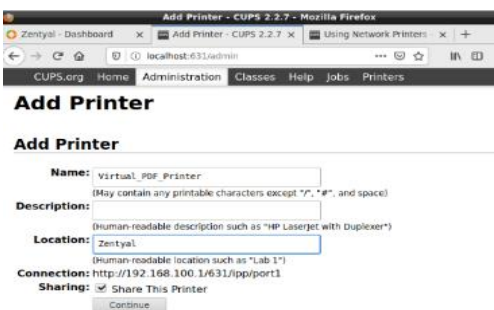 Add Printer - CUPS 2.2.7 - Mozilla Firefox
Zentyal - Dashboard × Add Printer - CUPS 2.2.7 × Using Network Printers × +
localhost:631/admin
CUPS.org Home Administration Classes Help Jobs Printers
Add Printer
Add Printer
Name: Virtual_PDF_Printer
(May contain any printable characters except "/", "#", and space)
Description:
(Human-readable description such as "HP LaserJet with Duplexer")
Location: Zentyal
(Human-readable location such as "Lab 1")
Connection: http://192.168.100.1/631/ipp/port1
Sharing: Share This Printer
Continue